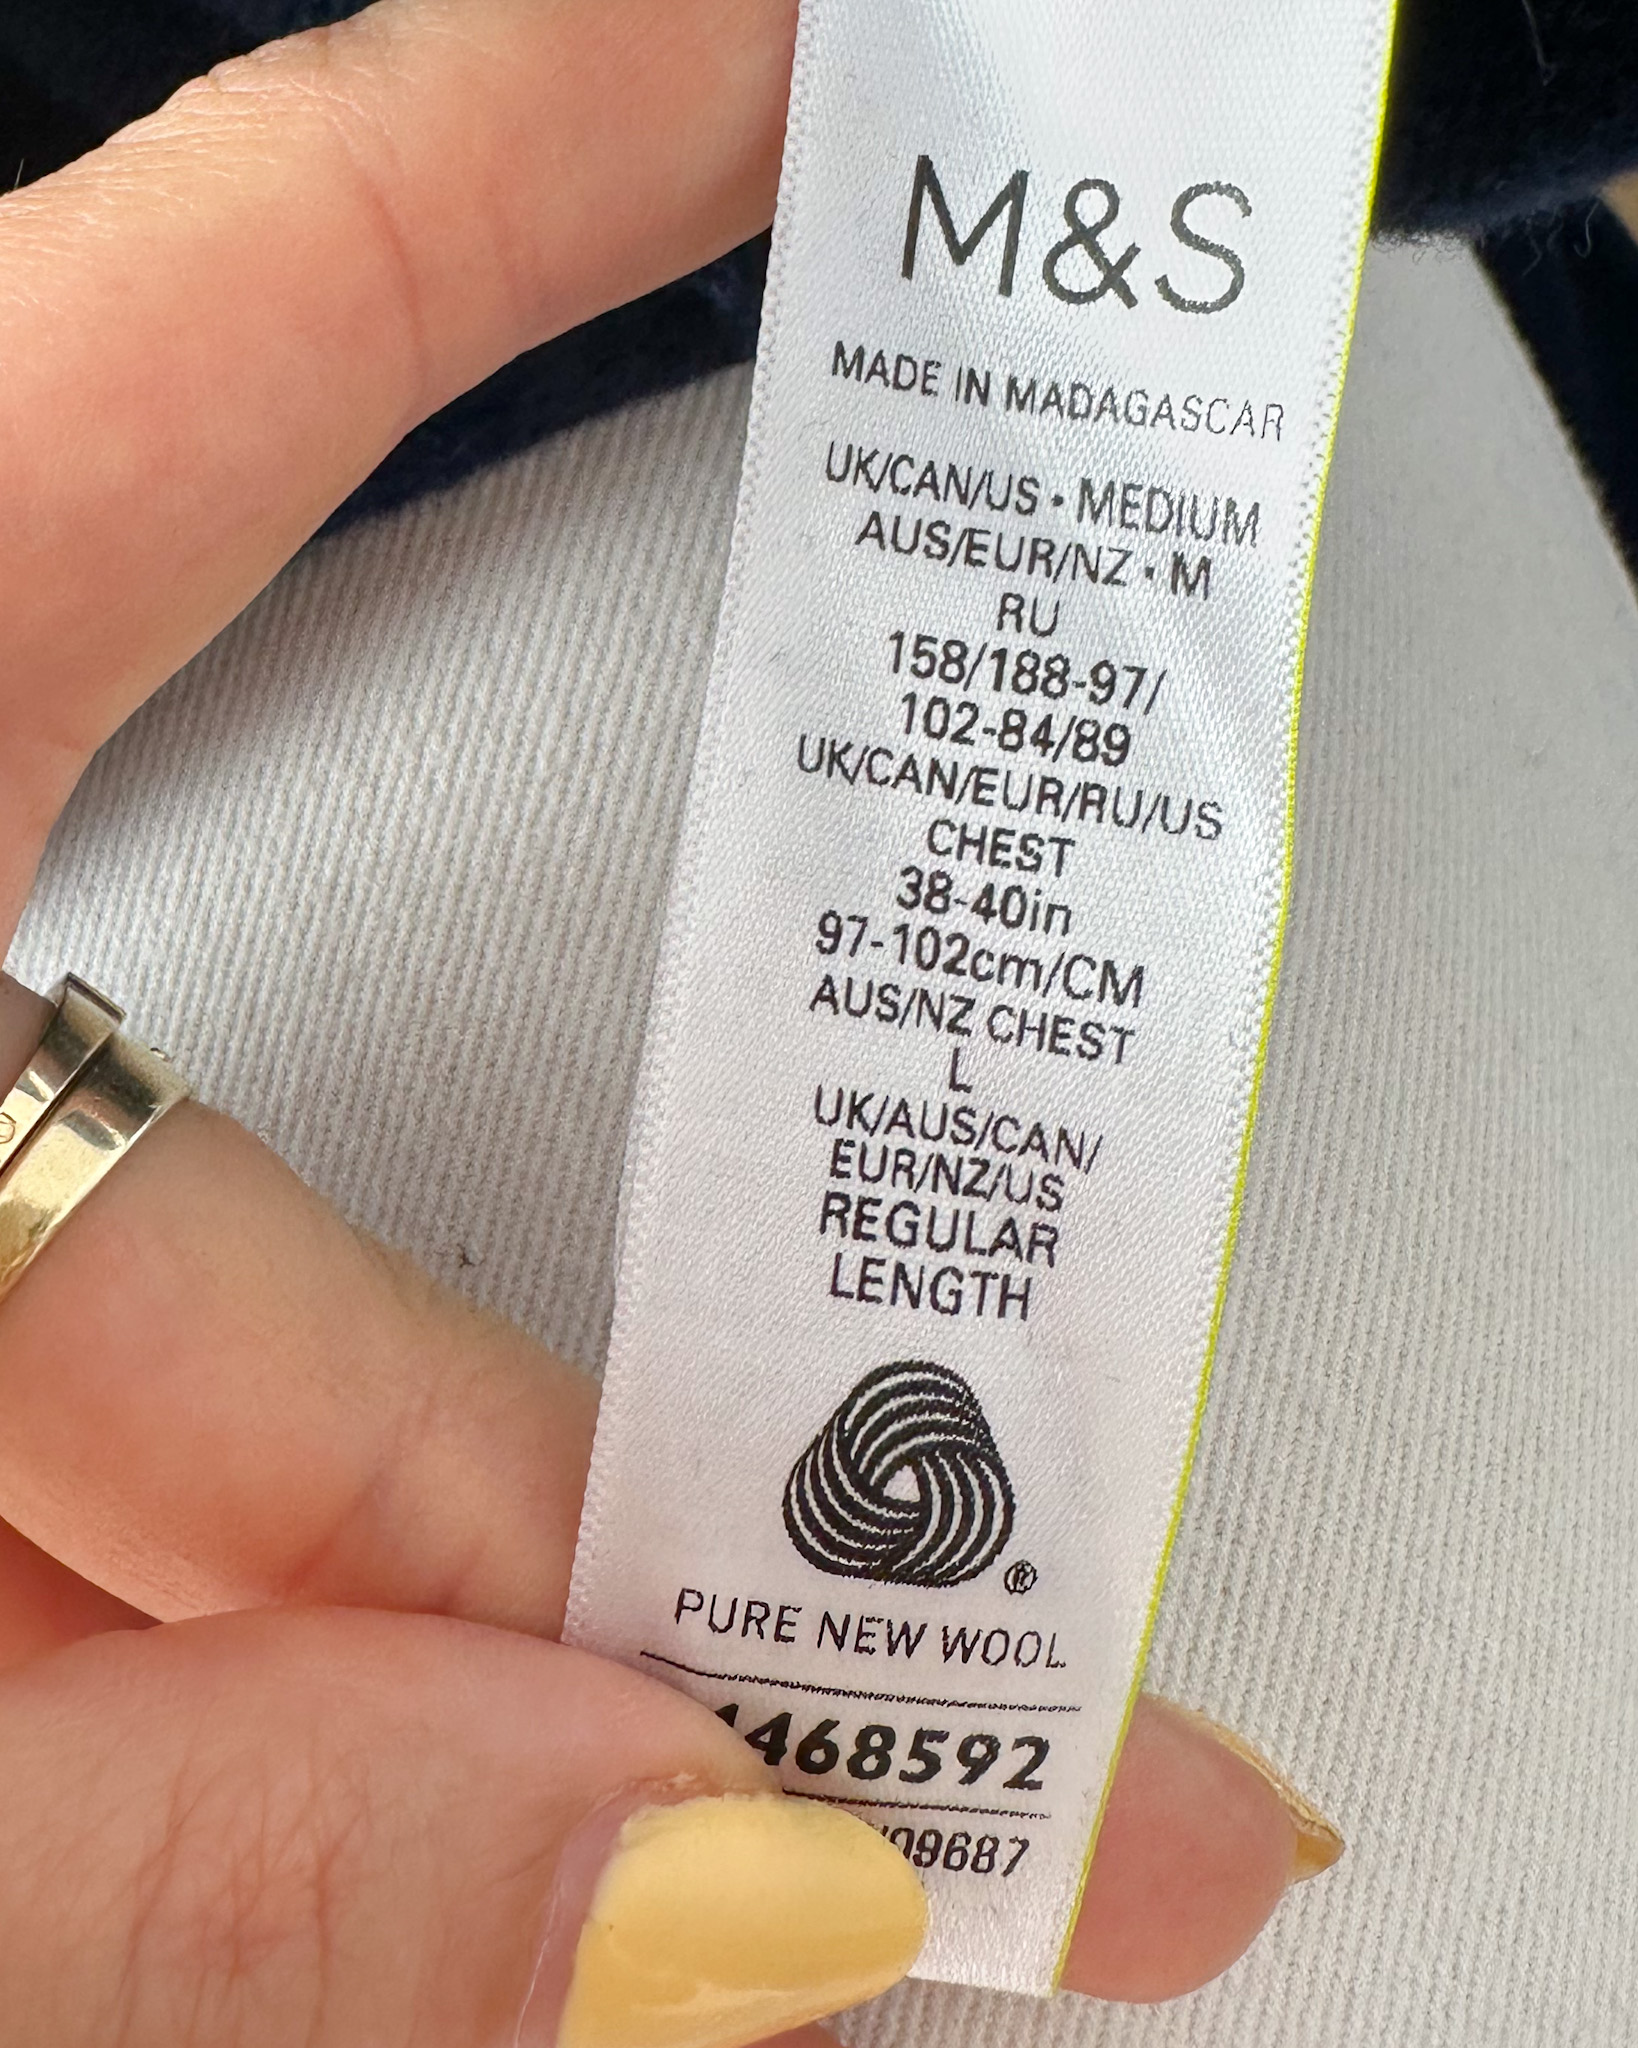 M&S
MADE IN MADAGASCAR
UK/CAN/US • MEDIUM
AUS/EUR/NZ • M
RU
158/188-97/
102-84/89
UK/CAN/EUR/RU/US
CHEST
38-40in
97-102cm/CM
AUS/NZ CHEST
L
UK/AUS/CAN/
EUR/NZ/US
REGULAR
LENGTH
®
PURE NEW WOOL
4468592
09687